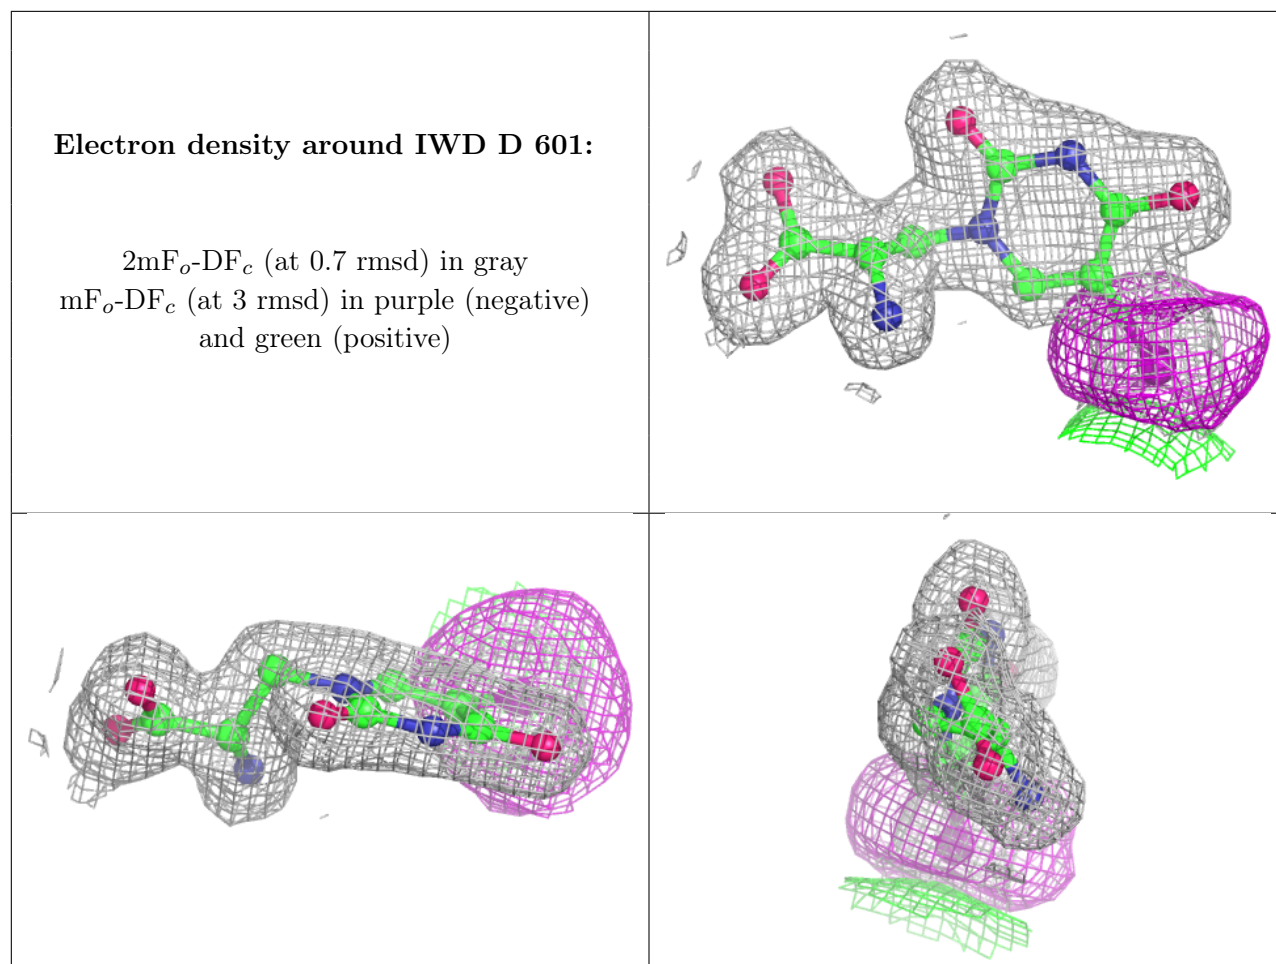 Electron density around IWD D 601:
2mFo-DFc (at 0.7 rmsd) in gray
mFo-DFc (at 3 rmsd) in purple (negative)
and green (positive)